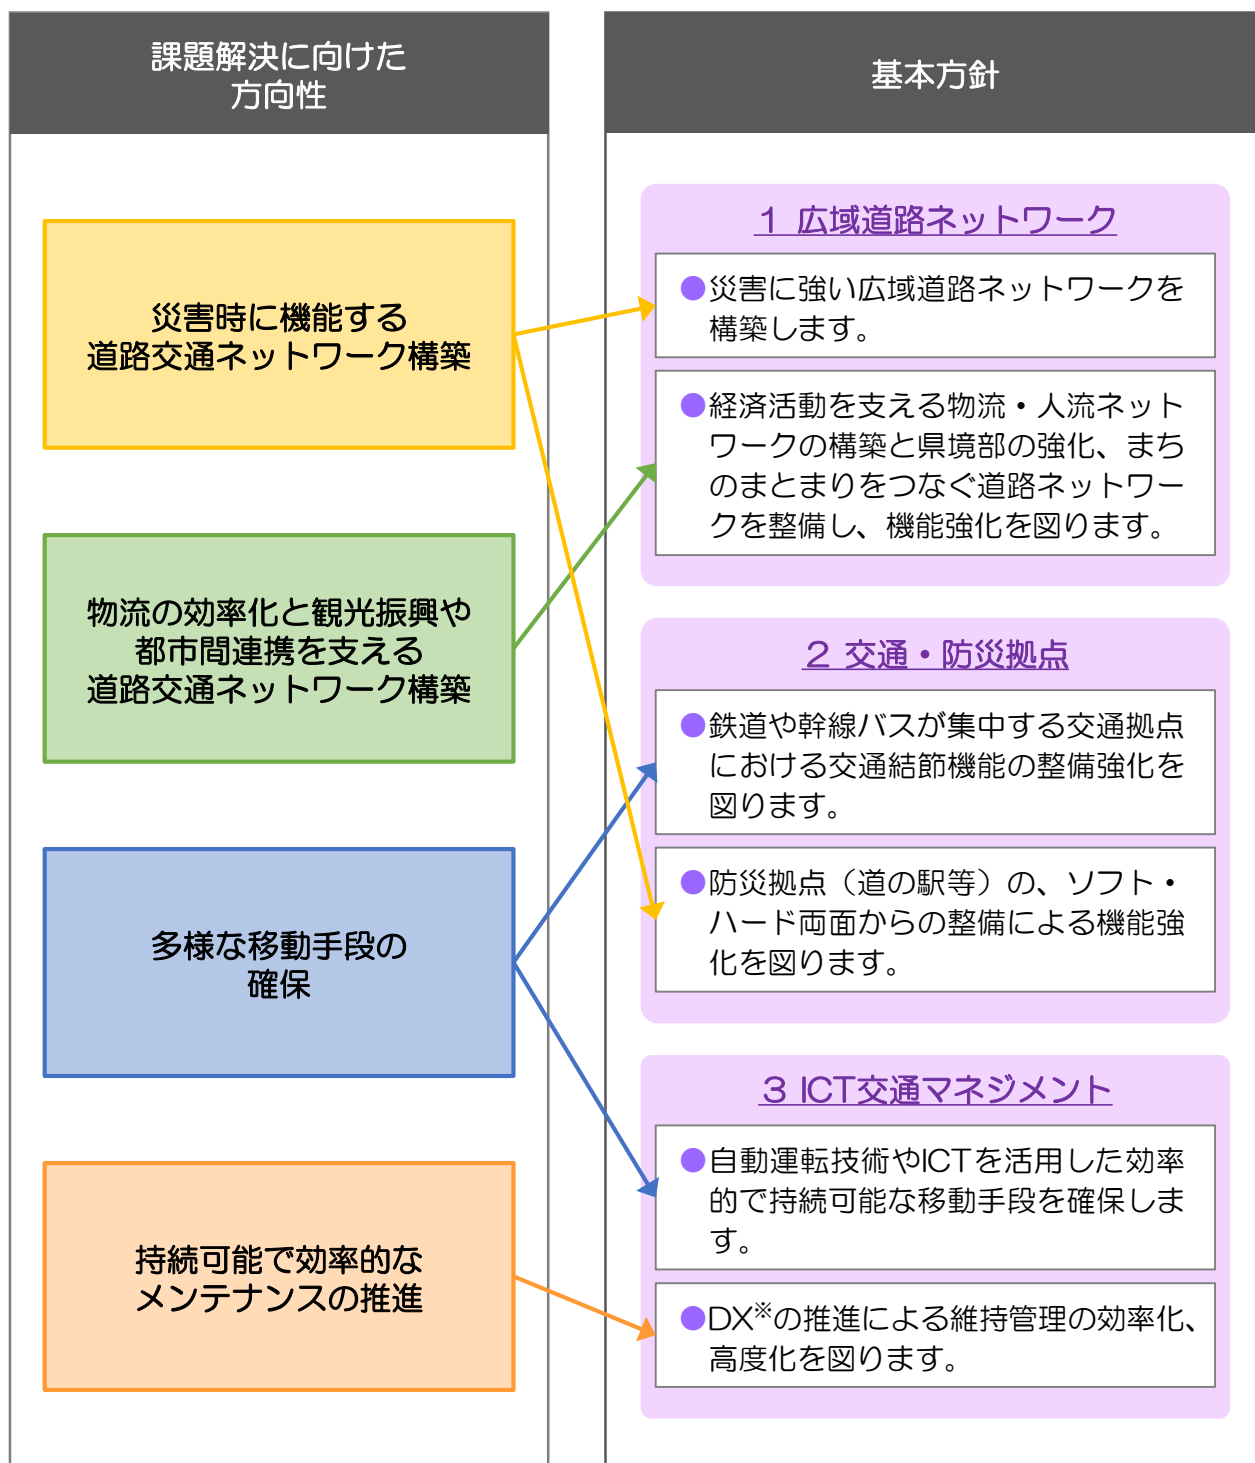 課題解決に向けた
方向性
災害時に機能する
道路交通ネットワーク構築
物流の効率化と観光振興や
都市間連携を支える
道路交通ネットワーク構築
多様な移動手段の
確保
持続可能で効率的な
メンテナンスの推進
基本方針
1 広域道路ネットワーク
●災害に強い広域道路ネットワークを
構築します。
●経済活動を支える物流・人流ネット
ワークの構築と県境部の強化、まち
のまとまりをつなぐ道路ネットワー
クを整備し、機能強化を図ります。
2 交通・防災拠点
●鉄道や幹線バスが集中する交通拠点
における交通結節機能の整備強化を
図ります。
●防災拠点（道の駅等）の、ソフト・
ハード両面からの整備による機能強
化を図ります。
3 ICT交通マネジメント
●自動運転技術やICTを活用した効率
的で持続可能な移動手段を確保しま
す。
●DX※の推進による維持管理の効率化、
高度化を図ります。